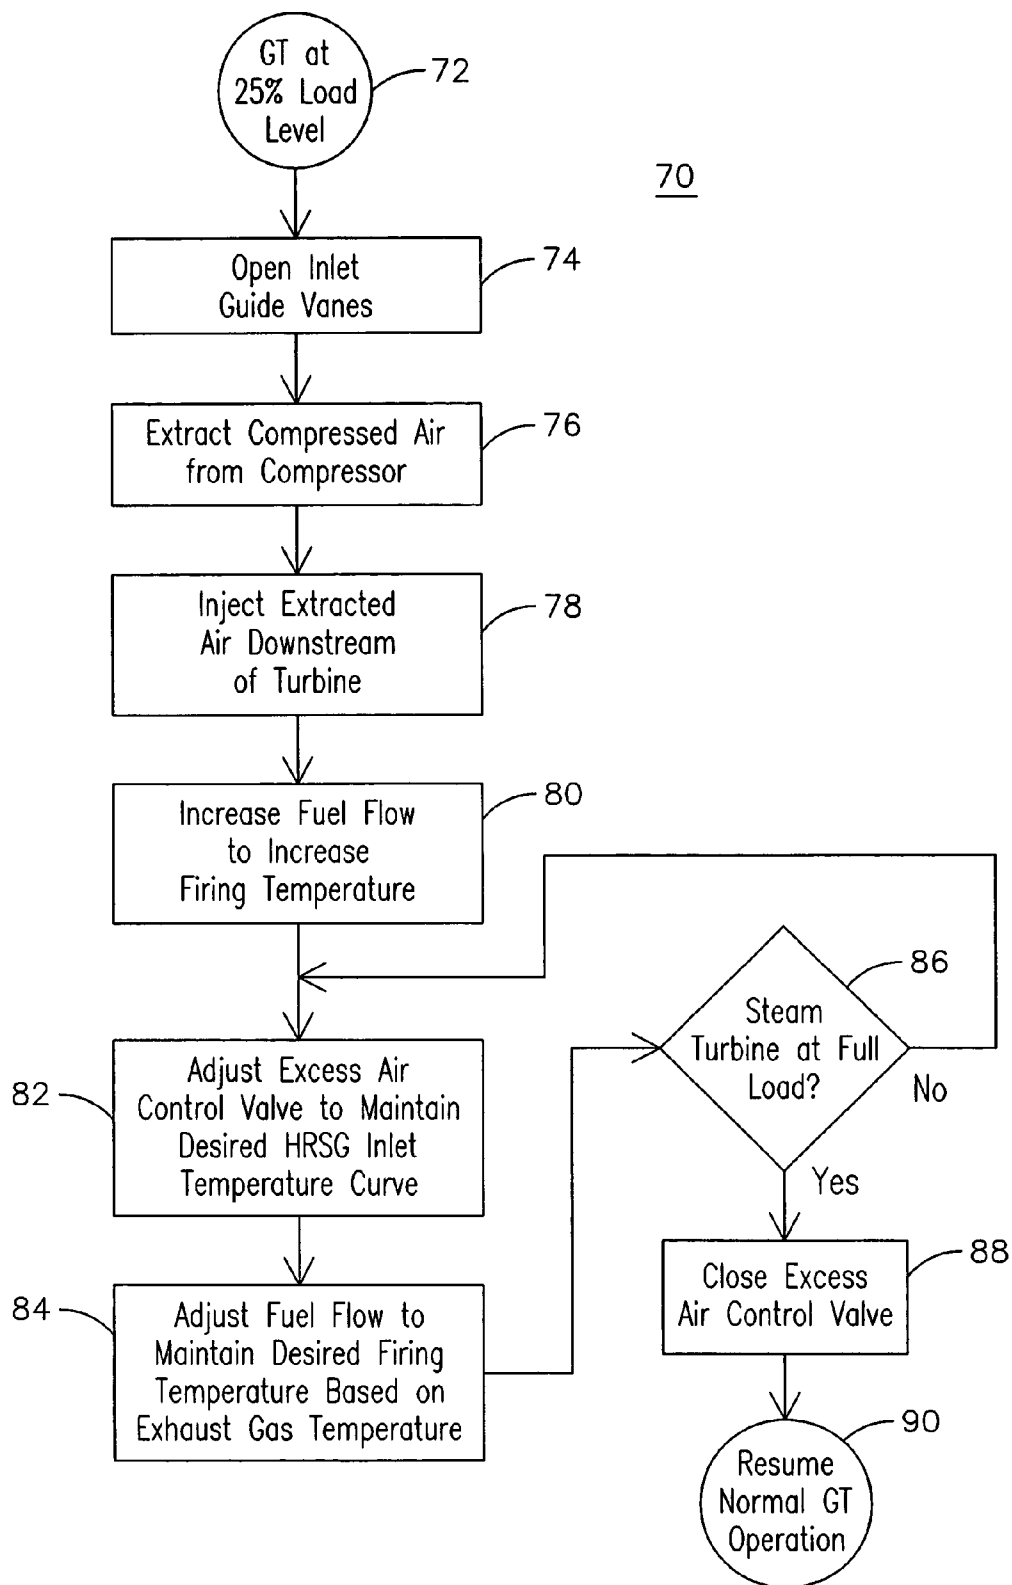 GT at
25% Load
Level
72
70
Open Inlet
Guide Vanes
74
Extract Compressed Air
from Compressor
76
Inject Extracted
Air Downstream
of Turbine
78
Increase Fuel Flow
to Increase
Firing Temperature
80
Adjust Excess Air
Control Valve to Maintain
Desired HRSG Inlet
Temperature Curve
82
Adjust Fuel Flow to
Maintain Desired Firing
Temperature Based on
Exhaust Gas Temperature
84
Steam
Turbine at Full
Load?
86
No
Yes
Close Excess
Air Control Valve
88
Resume
Normal GT
Operation
90